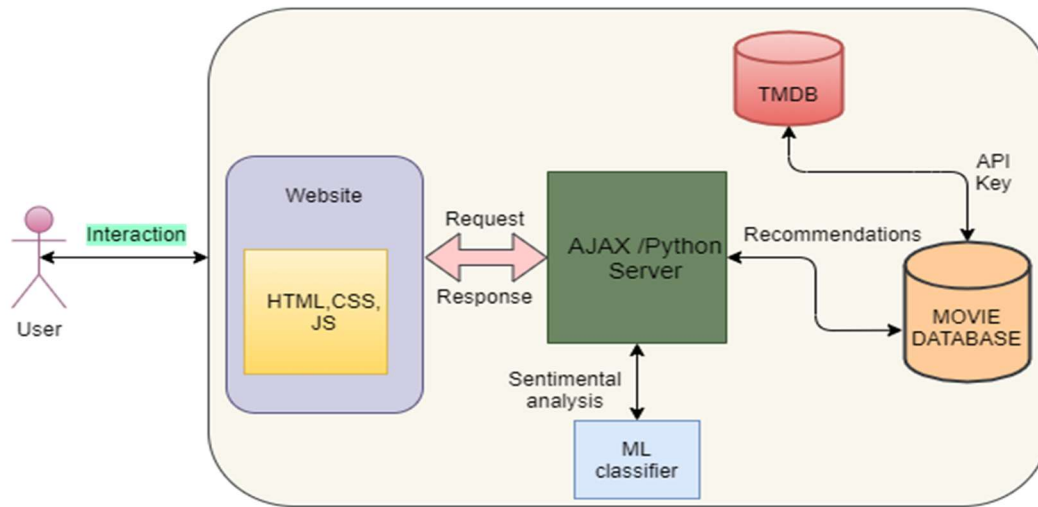 User
Interaction
Website
HTML,CSS,
JS
Request
Response
AJAX /Python
Server
Sentimental
analysis
ML
classifier
Recommendations
TMDB
API
Key
MOVIE
DATABASE